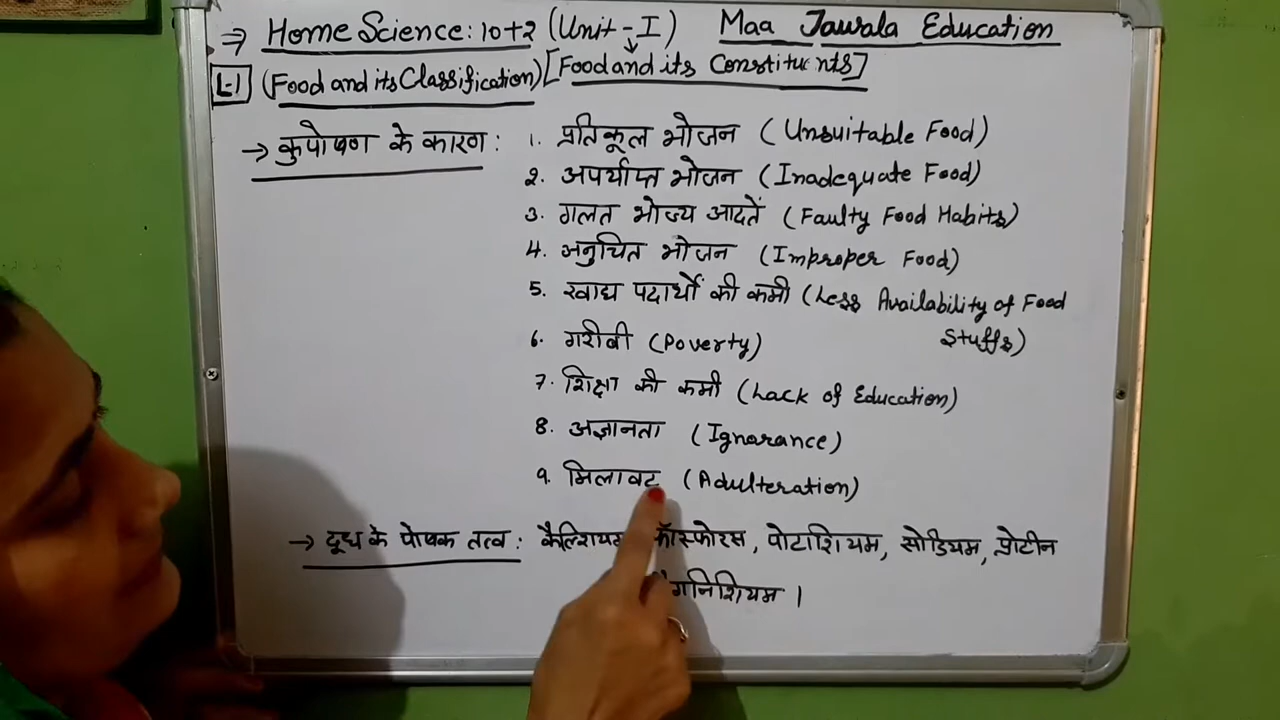 ⇒ Home Science: 10+2 (Unit-I) Maa Jawala Education
L-1 (Food and its Classification) [Food and its Constituents]
→ कुपोषण के कारण : 1. प्रतिकूल भोजन (Unsuitable Food)
2. अपर्याप्त भोजन (Inadequate Food)
3. गलत भोज्य आदतें (Faulty Food Habits)
4. अनुचित भोजन (Improper Food)
5. खाद्य पदार्थों की कमी (Less Availability of Food
Stuffs)
6. गरीबी (Poverty)
7. शिक्षा की कमी (Lack of Education)
8. अज्ञानता (Ignorance)
9. मिलावट (Adulteration)
→ दूध के पोषक तत्व : कैल्शियम फॉस्फोरस, पोटाशियम, सोडियम, प्रोटीन
मैगनिशियम ।